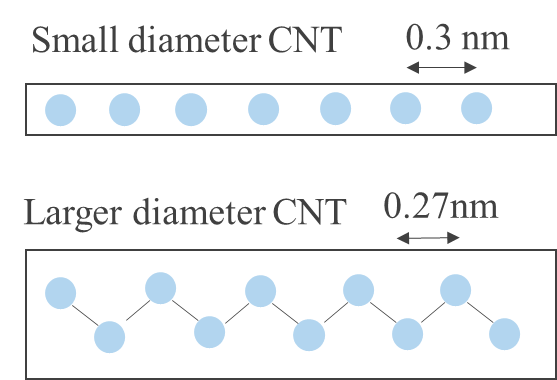 Small diameter CNT
0.3 nm
Larger diameter CNT
0.27nm